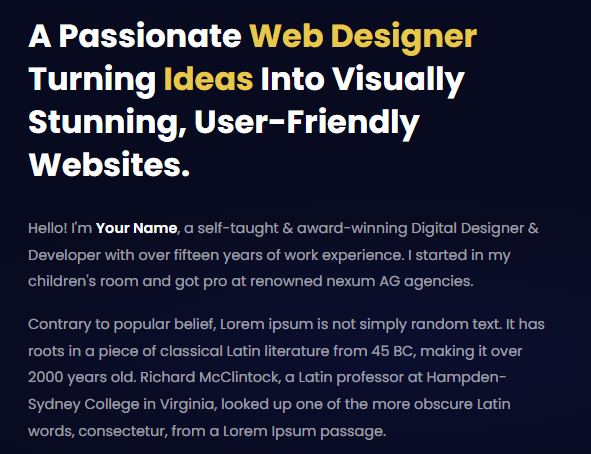 A Passionate Web Designer
Turning Ideas Into Visually
Stunning, User-Friendly
Websites.
Hello! I'm Your Name, a self-taught & award-winning Digital Designer &
Developer with over fifteen years of work experience. I started in my
children's room and got pro at renowned nexum AG agencies.
Contrary to popular belief, Lorem ipsum is not simply random text. It has
roots in a piece of classical Latin literature from 45 BC, making it over
2000 years old. Richard McClintock, a Latin professor at Hampden-
Sydney College in Virginia, looked up one of the more obscure Latin
words, consectetur, from a Lorem Ipsum passage.